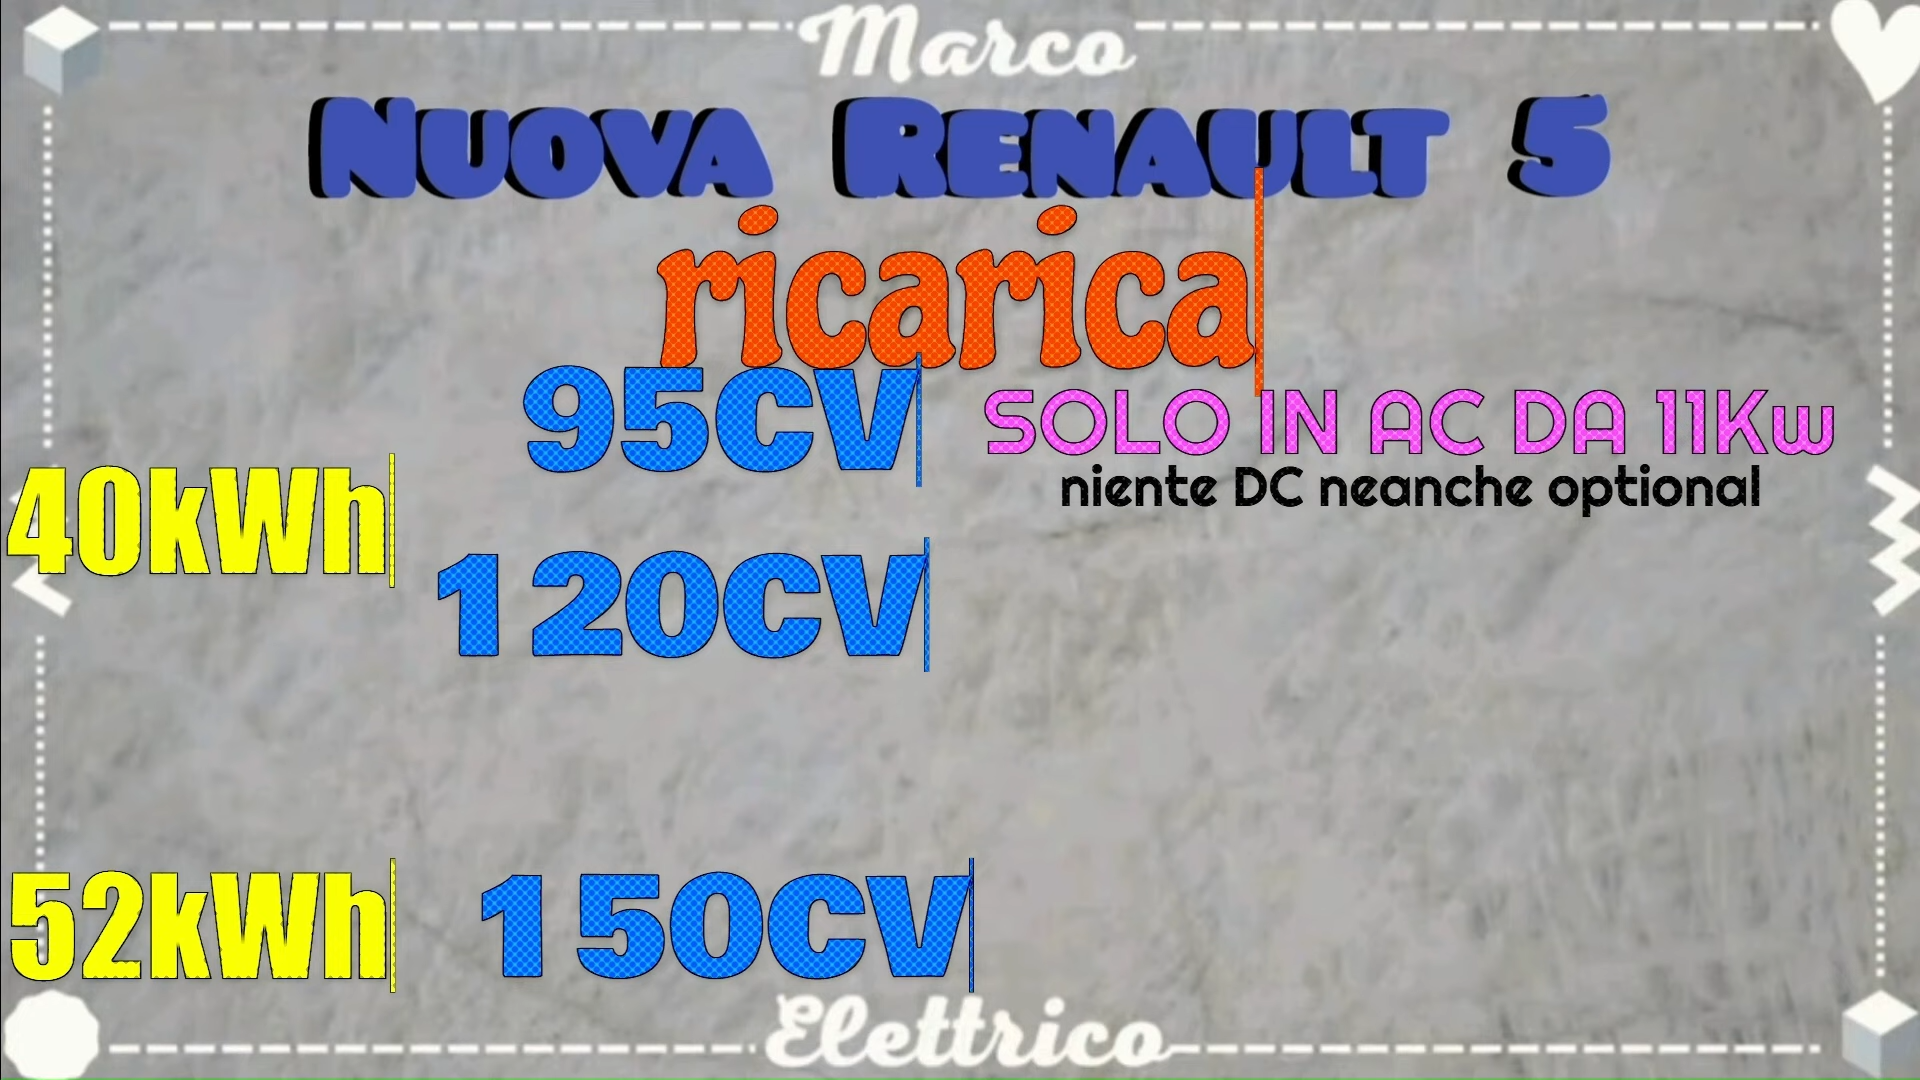 Marco
NUOVA RENAULT 5
ricarica
95CV
SOLO IN AC DA 11Kw
niente DC neanche optional
40kWh
120CV
52kWh
150CV
Elettrico